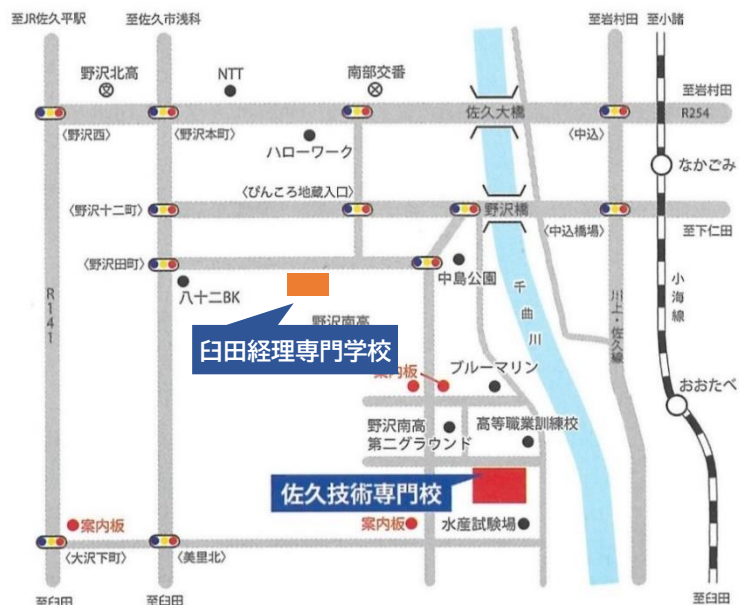 至JR佐久平駅
至佐久市浅科
至岩村田
至小諸
野沢北高
NTT
南部交番
至岩村田
R254
〈野沢西〉
〈野沢本町〉
佐久大橋
〈中込〉
ハローワーク
なかごみ
〈ぴんころ地蔵入口〉
〈野沢十二町〉
野沢橋
〈中込橋場〉
至下仁田
〈野沢田町〉
中島公園
八十二BK
R141
千曲川
川上・佐久線
小海線
野沢南高
臼田経理専門学校
案内板
ブルーマリン
おおたべ
野沢南高
第二グラウンド
高等職業訓練校
佐久技術専門校
案内板
案内板
水産試験場
〈大沢下町〉
〈美里北〉
至臼田
至臼田
至臼田